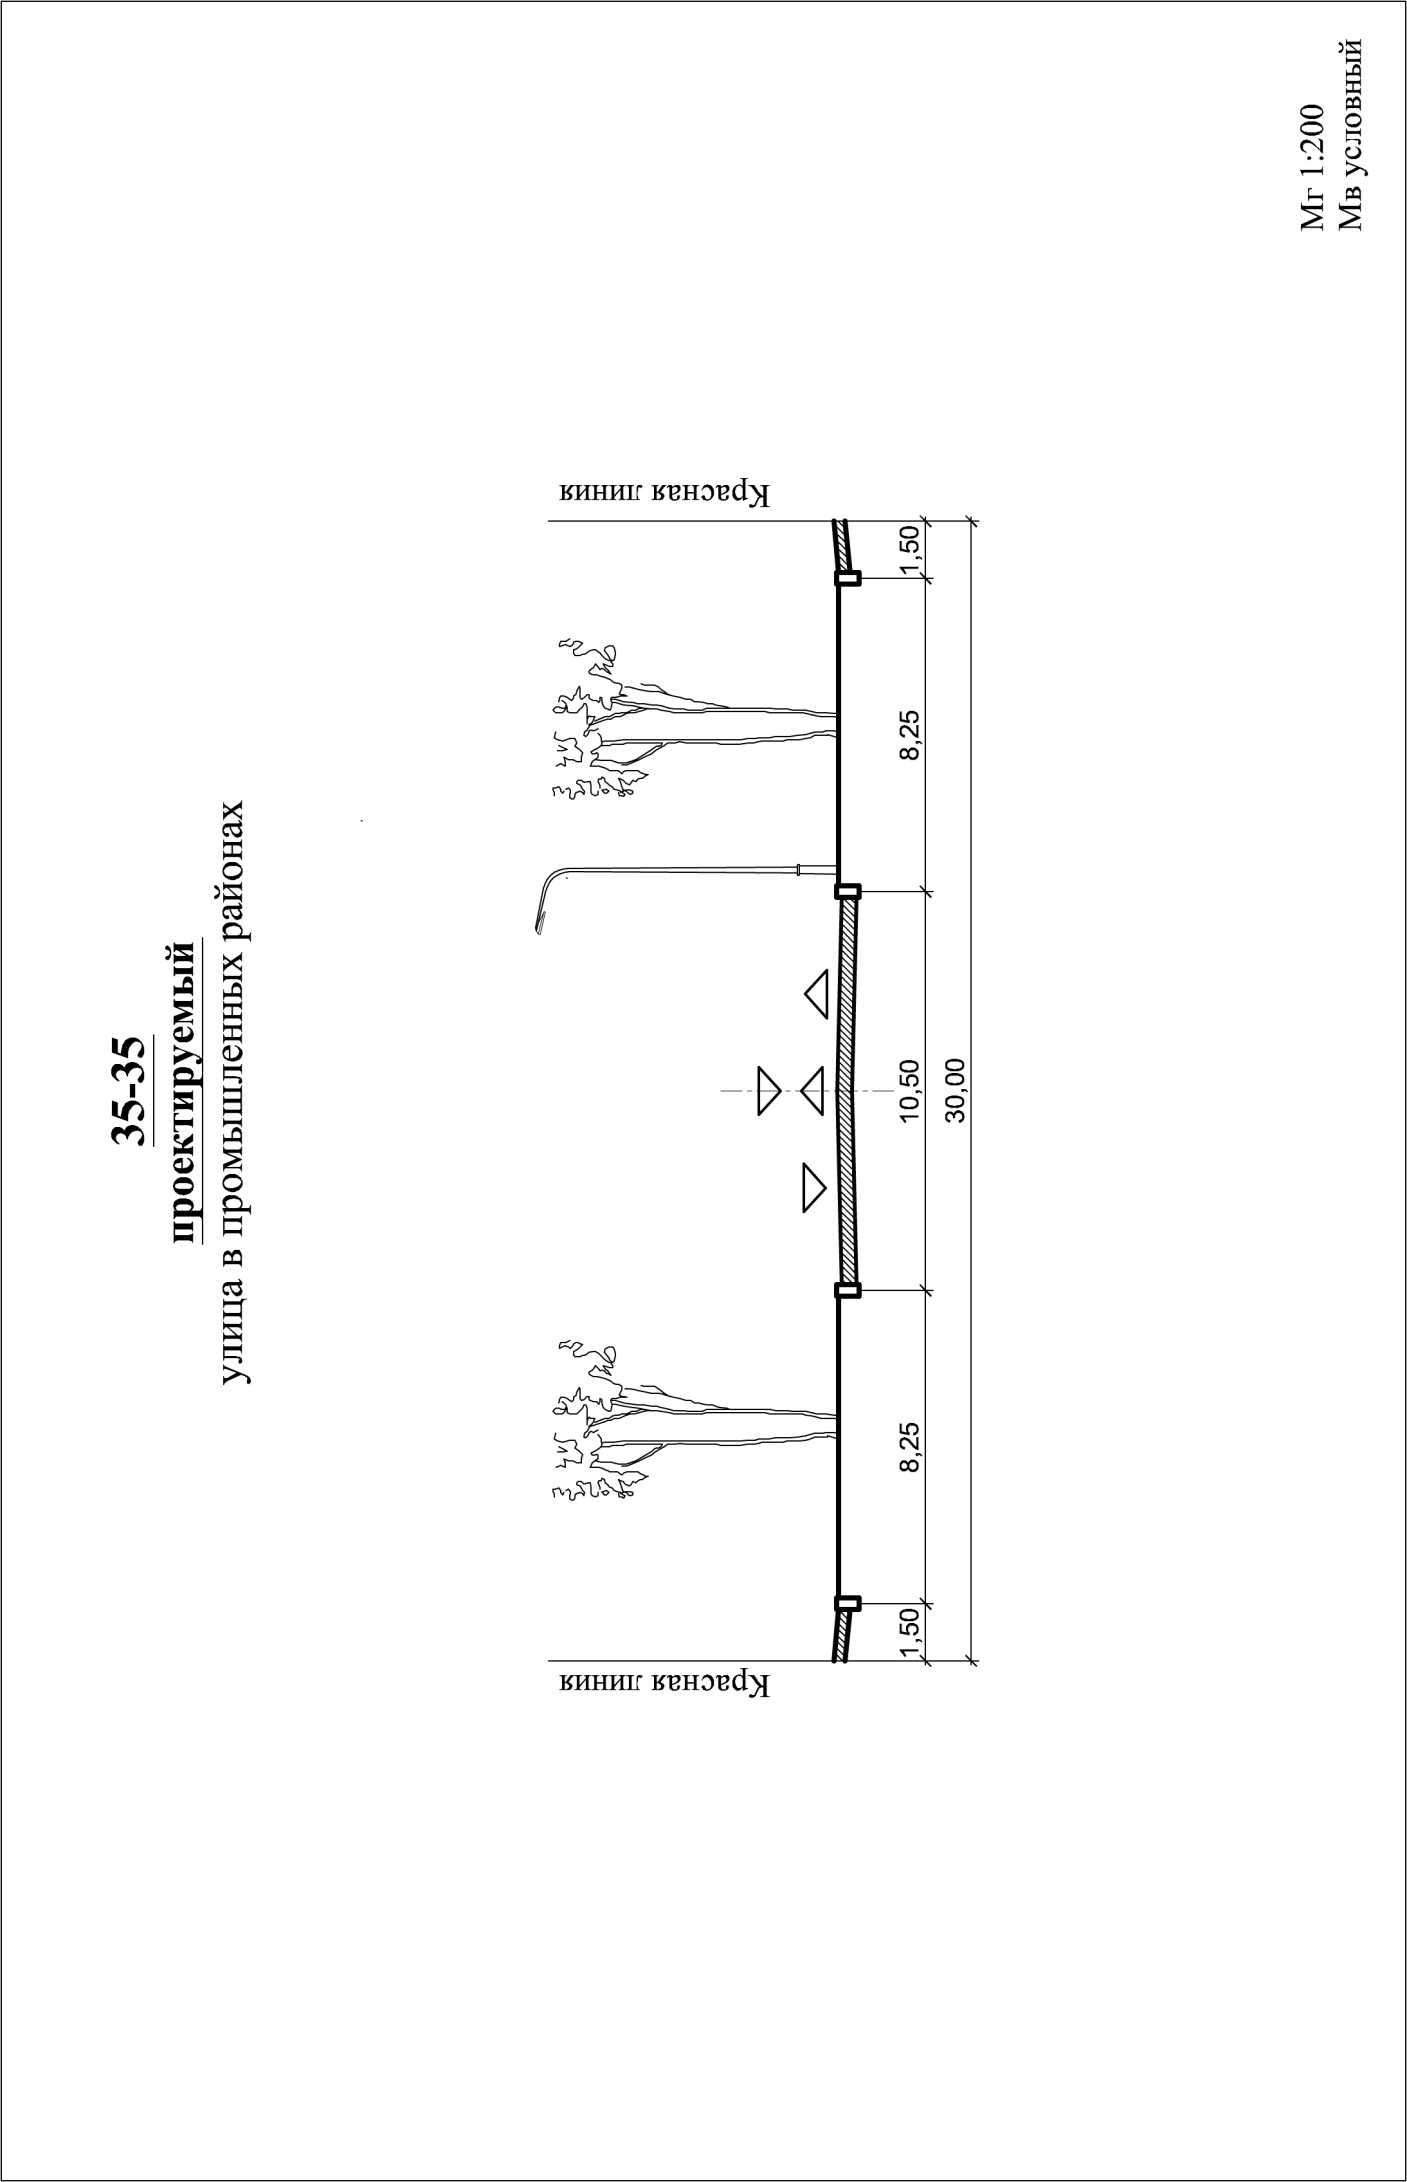 35-35
проектируемый
улица в промышленных районах
Красная линия
Красная линия
1,50
8,25
10,50
8,25
1,50
30,00
Мг 1:200
Мв условный